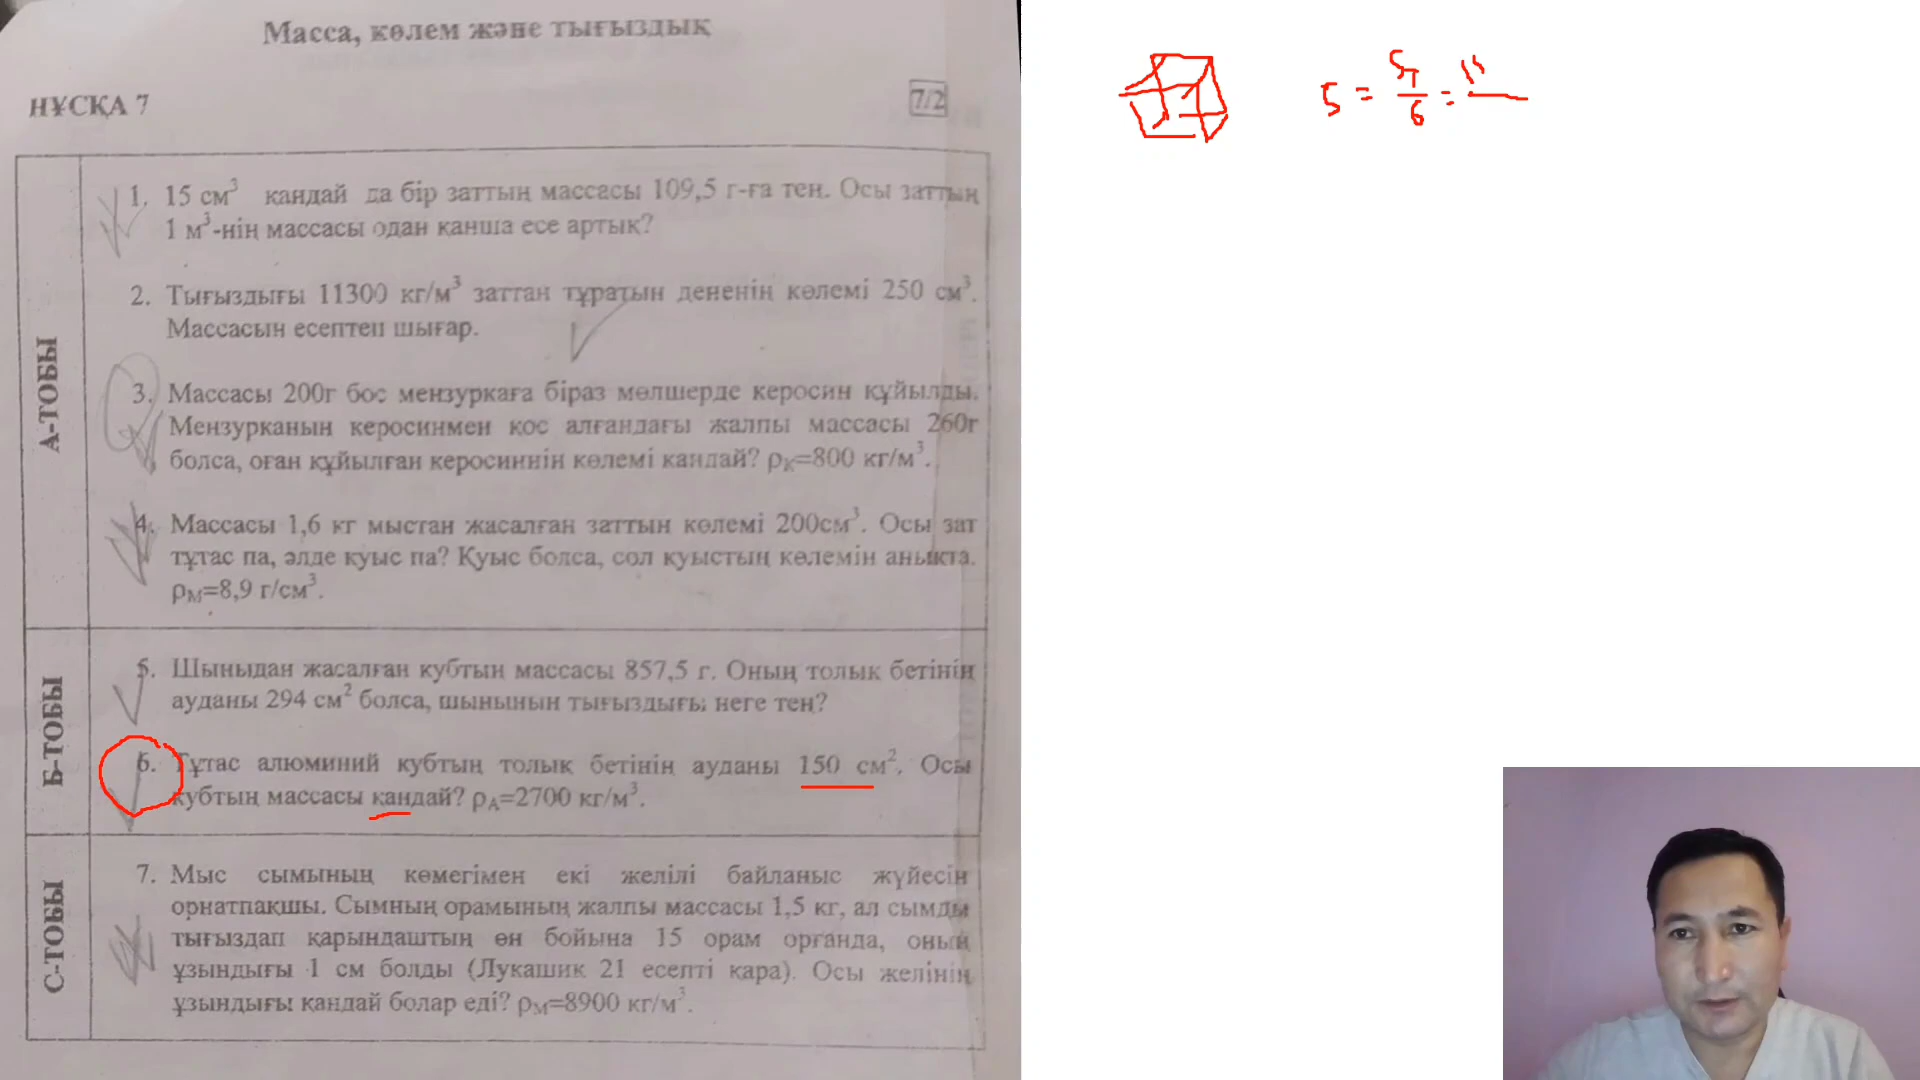 Масса, көлем және тығыздық
НҰСҚА 7
7/2
А-ТОБЫ
1. 15 см³ қандай да бір заттың массасы 109,5 г-ға тең. Осы заттың
1 м³-нің массасы одан қанша есе артық?
2. Тығыздығы 11300 кг/м³ заттан тұратын дененің көлемі 250 см³.
Массасын есептеп шығар.
3. Массасы 200г бос мензуркаға біраз мөлшерде керосин құйылды.
Мензурканың керосинмен қос алғандағы жалпы массасы 260г
болса, оған құйылған керосиннің көлемі қандай? ρК=800 кг/м³.
4. Массасы 1,6 кг мыстан жасалған заттың көлемі 200см³. Осы зат
тұтас па, әлде қуыс па? Қуыс болса, сол қуыстың көлемін анықта.
ρМ=8,9 г/см³.
Б-ТОБЫ
5. Шыныдан жасалған кубтың массасы 857,5 г. Оның толық бетінің
ауданы 294 см² болса, шынының тығыздығы неге тең?
6. Тұтас алюминий кубтың толық бетінің ауданы 150 см². Осы
кубтың массасы қандай? ρА=2700 кг/м³.
С-ТОБЫ
7. Мыс сымының көмегімен екі желілі байланыс жүйесін
орнатпақшы. Сымның орамының жалпы массасы 1,5 кг, ал сымды
тығыздап қарындаштың өн бойына 15 орам орғанда, оның
ұзындығы 1 см болды (Лукашик 21 есепті қара). Осы желінің
ұзындығы қандай болар еді? ρМ=8900 кг/м³.
S = Sт/6 =